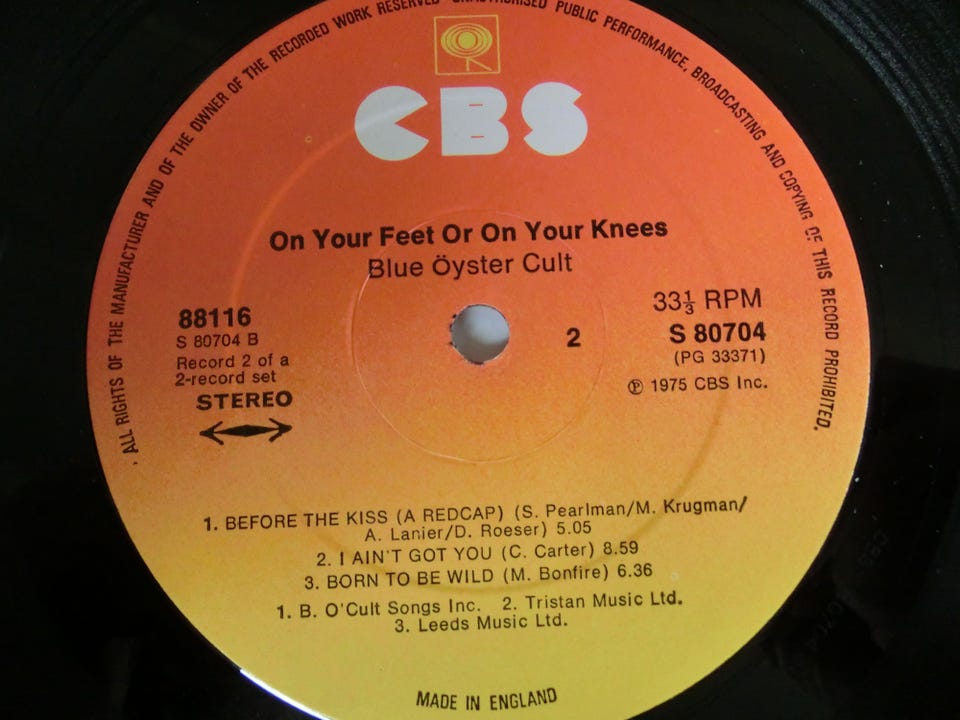 . ALL RIGHTS OF THE MANUFACTURER AND OF THE OWNER OF THE RECORDED WORK RESERVED UNAUTHORISED PUBLIC PERFORMANCE, BROADCASTING AND COPYING OF THIS RECORD PROHIBITED.
CBS
On Your Feet Or On Your Knees
Blue Öyster Cult
88116
S 80704 B
Record 2 of a
2-record set
STEREO
2
33⅓ RPM
S 80704
(PG 33371)
℗ 1975 CBS Inc.
1. BEFORE THE KISS (A REDCAP) (S. Pearlman/M. Krugman/
A. Lanier/D. Roeser) 5.05
2. I AIN'T GOT YOU (C. Carter) 8.59
3. BORN TO BE WILD (M. Bonfire) 6.36
1. B. O'Cult Songs Inc. 2. Tristan Music Ltd.
3. Leeds Music Ltd.
MADE IN ENGLAND